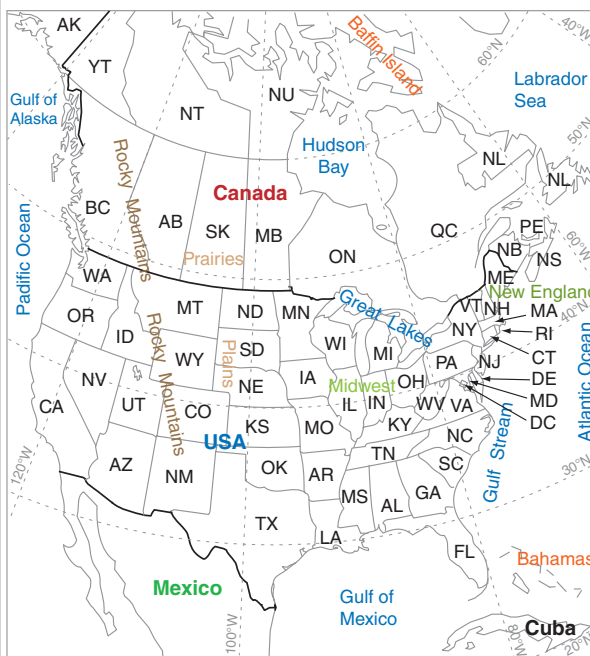 AK
40°W
YT
Baffin Island
60°N
Labrador
Sea
NU
Gulf of
Alaska
NT
50°N
Hudson
Bay
NL
NL
Rocky Mountains
Canada
BC
AB
SK
MB
QC
PE
Padific Ocean
Prairies
ON
NB
NS
60°W
WA
ME
New England
MT
ND
MN
Great Lakes
VT
NH
MA
40°N
OR
ID
Rocky Mountains
NY
RI
WY
SD
Plains
WI
MI
PA
NJ
CT
Atlantic Ocean
NV
NE
IA
Midwest
OH
DE
UT
CO
IL
IN
WV
VA
MD
CA
KS
MO
KY
DC
USA
NC
Gulf Stream
AZ
NM
OK
AR
TN
SC
120°W
30°N
MS
AL
GA
TX
LA
FL
Bahamas
Mexico
Gulf of
Mexico
100°W
80°W
Cuba
20°N